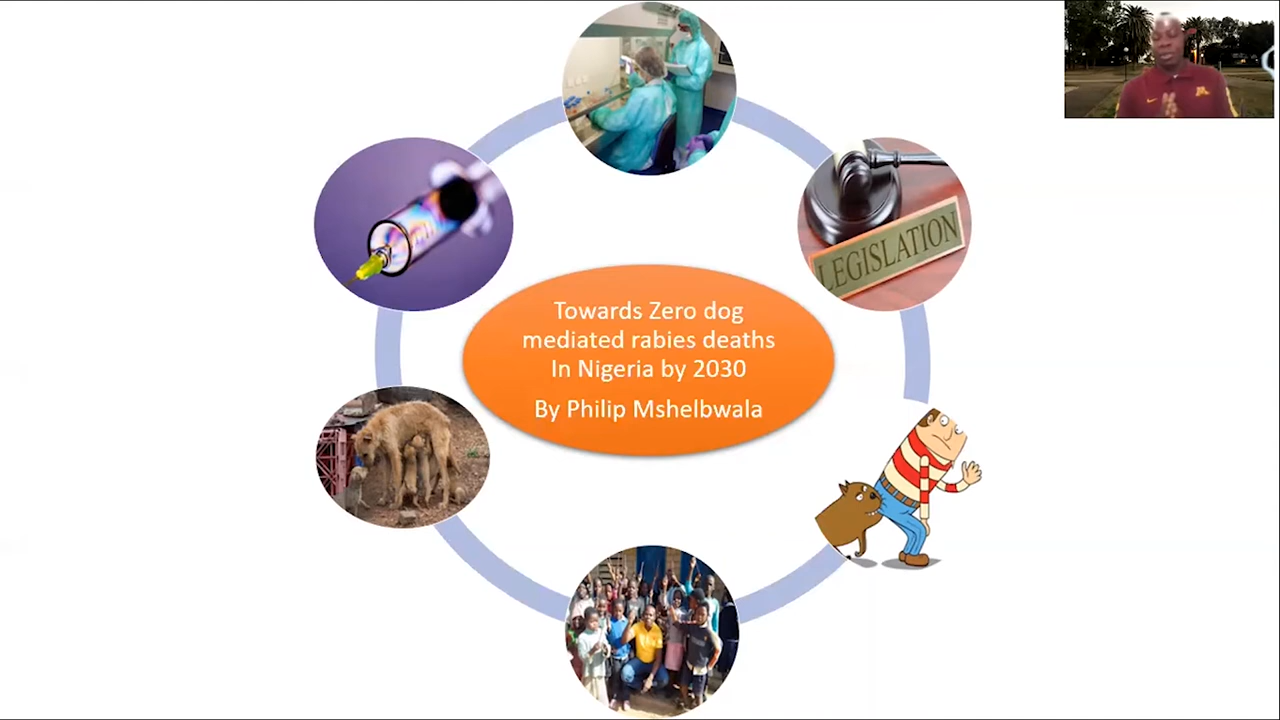 LEGISLATION
Towards Zero dog
mediated rabies deaths
In Nigeria by 2030
By Philip Mshelbwala